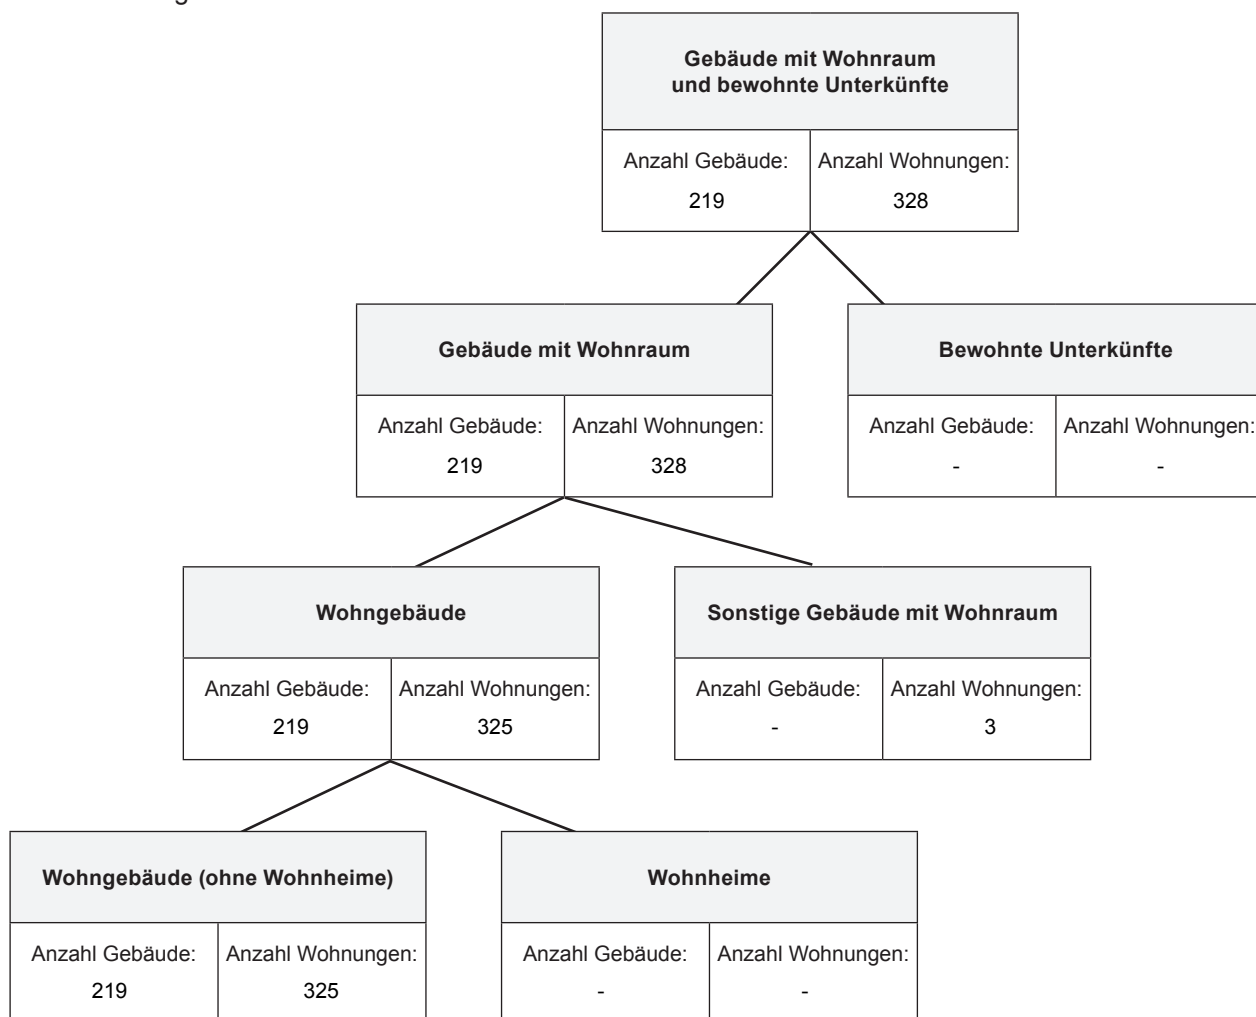 Gebäude mit Wohnraum
und bewohnte Unterkünfte
Anzahl Gebäude: Anzahl Wohnungen:
219 328
Gebäude mit Wohnraum
Anzahl Gebäude: Anzahl Wohnungen:
219 328
Bewohnte Unterkünfte
Anzahl Gebäude: Anzahl Wohnungen:
- -
Wohngebäude
Anzahl Gebäude: Anzahl Wohnungen:
219 325
Sonstige Gebäude mit Wohnraum
Anzahl Gebäude: Anzahl Wohnungen:
- 3
Wohngebäude (ohne Wohnheime)
Anzahl Gebäude: Anzahl Wohnungen:
219 325
Wohnheime
Anzahl Gebäude: Anzahl Wohnungen:
- -